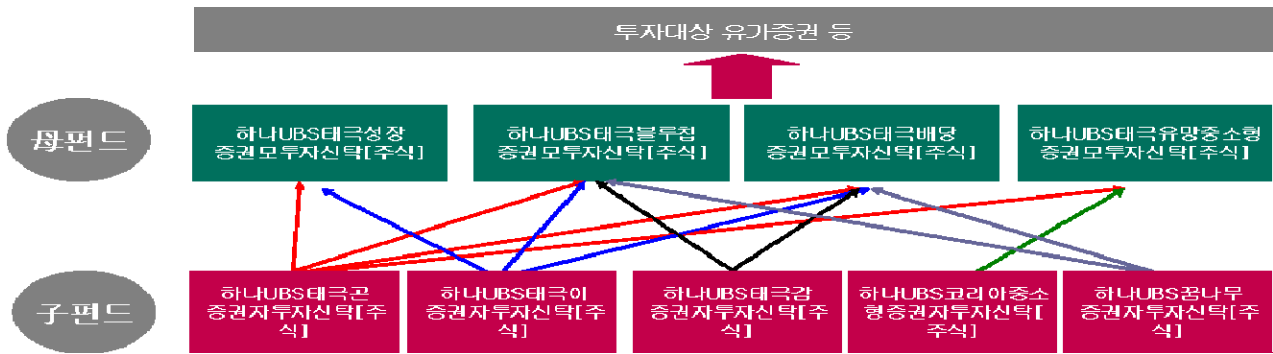 투자대상 유가증권 등
母펀드
하나UBS태극성장
증권모투자신탁[주식]
하나UBS태극블루칩
증권모투자신탁[주식]
하나UBS태극배당
증권모투자신탁[주식]
하나UBS태극유망중소형
증권모투자신탁[주식]
子펀드
하나UBS태극곤
증권자투자신탁[주
식]
하나UBS태극이
증권자투자신탁[주
식]
하나UBS태극감
증권자투자신탁[주
식]
하나UBS코리아중소
형증권자투자신탁[
주식]
하나UBS꿈나무
증권자투자신탁[주
식]